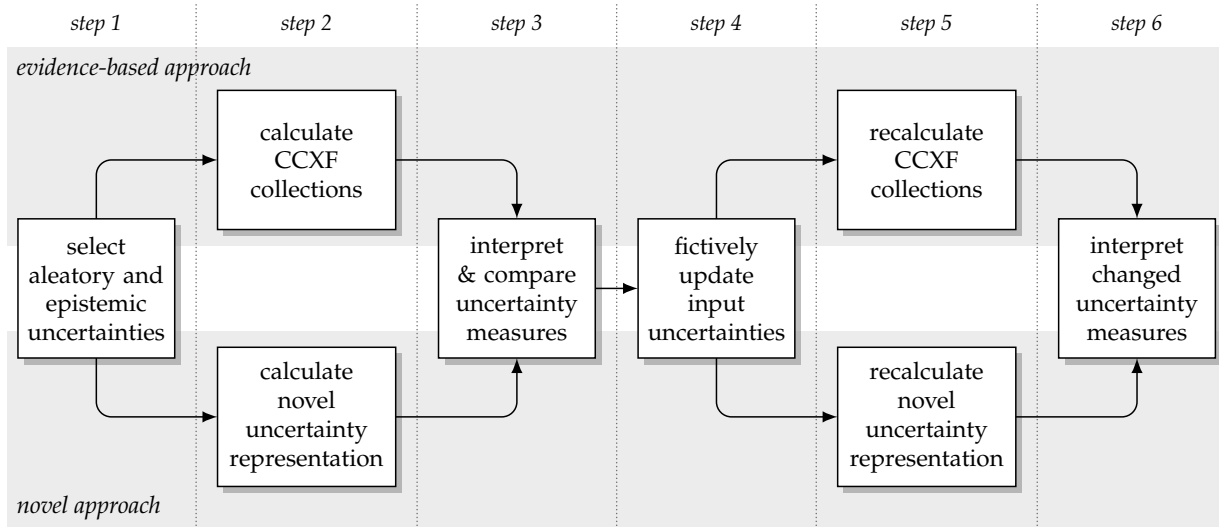 step 1
step 2
step 3
step 4
step 5
step 6
evidence-based approach
calculate
CCXF
collections
recalculate
CCXF
collections
select
aleatory and
epistemic
uncertainties
interpret
& compare
uncertainty
measures
fictively
update
input
uncertainties
interpret
changed
uncertainty
measures
calculate
novel
uncertainty
representation
recalculate
novel
uncertainty
representation
novel approach